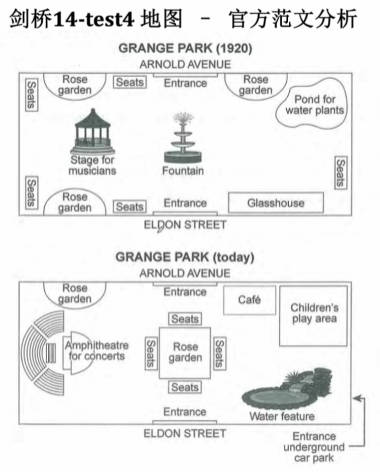 剑桥14-test4 地图 – 官方范文分析
GRANGE PARK (1920)
ARNOLD AVENUE
Rose garden
Seats
Entrance
Rose garden
Seats
Pond for water plants
Stage for musicians
Fountain
Seats
Seats
Rose garden
Seats
Entrance
Glasshouse
ELDON STREET
GRANGE PARK (today)
ARNOLD AVENUE
Rose garden
Entrance
Café
Children's play area
Seats
Amphitheatre for concerts
Seats
Rose garden
Seats
Seats
Entrance
Water feature
ELDON STREET
Entrance underground car park